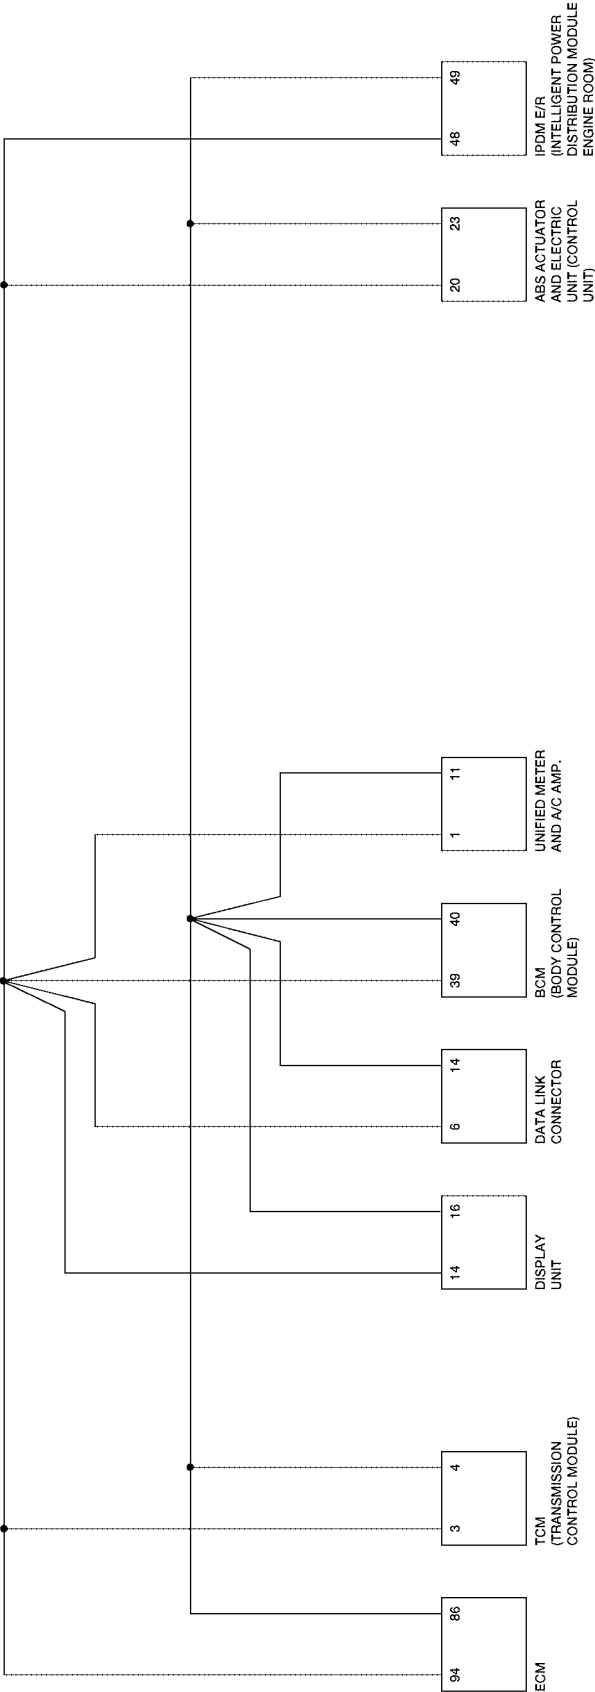 94
86
ECM
3
4
TCM
(TRANSMISSION
CONTROL MODULE)
14
16
DISPLAY
UNIT
6
14
DATA LINK
CONNECTOR
39
40
BCM
(BODY CONTROL
MODULE)
1
11
UNIFIED METER
AND A/C AMP.
20
23
ABS ACTUATOR
AND ELECTRIC
UNIT (CONTROL
UNIT)
48
49
IPDM E/R
(INTELLIGENT POWER
DISTRIBUTION MODULE
ENGINE ROOM)